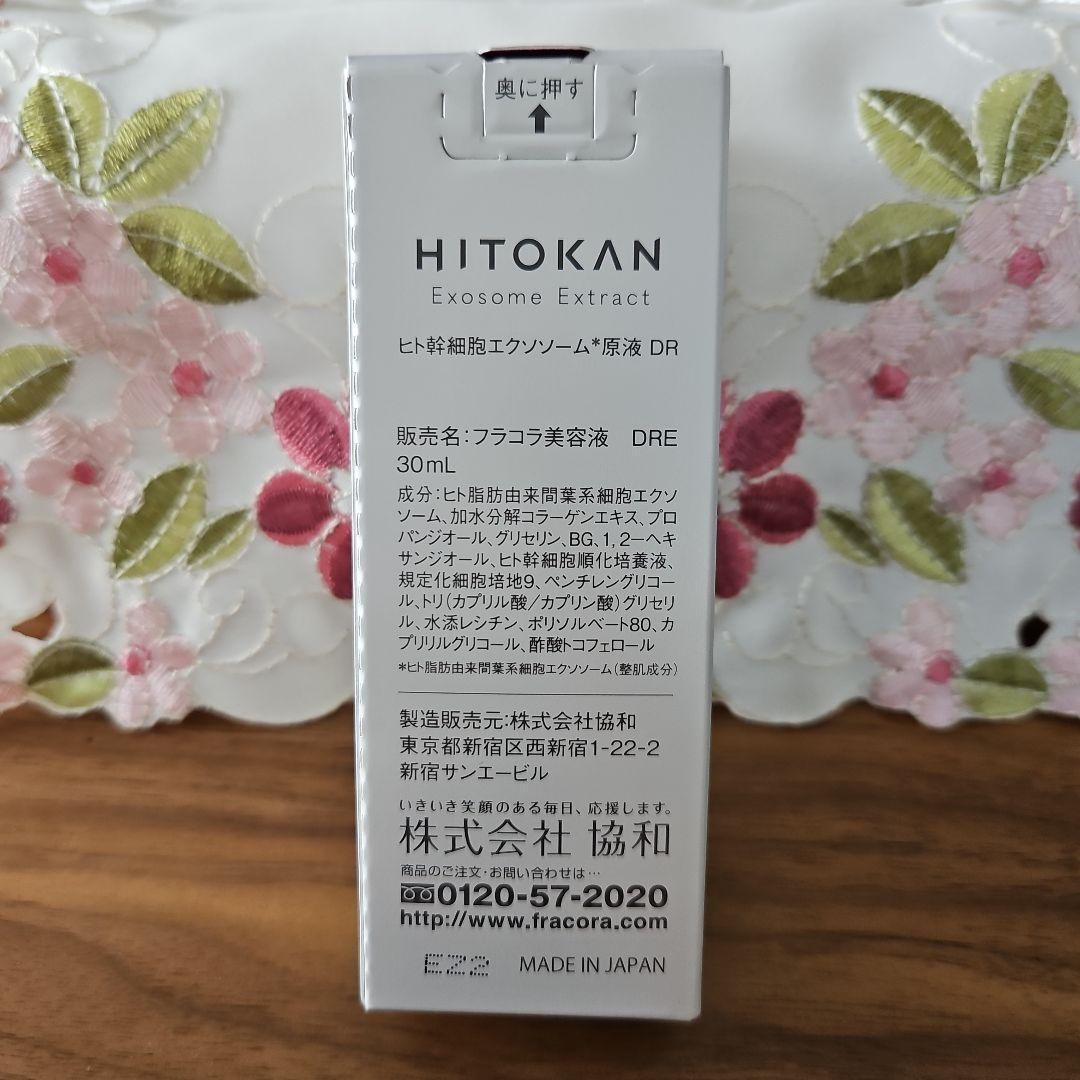 奥に押す
HITOKAN
Exosome Extract
ヒト幹細胞エクソソーム*原液 DR
販売名:フラコラ美容液 DRE
30mL
成分:ヒト脂肪由来間葉系細胞エクソ
ソーム、加水分解コラーゲンエキス、プロ
パンジオール、グリセリン、BG、1,2-ヘキ
サンジオール、ヒト幹細胞順化培養液、
規定化細胞培地9、ペンチレングリコー
ル、トリ(カプリル酸/カプリン酸)グリセリ
ル、水添レシチン、ポリソルベート80、カ
プリリルグリコール、酢酸トコフェロール
*ヒト脂肪由来間葉系細胞エクソソーム(整肌成分)
製造販売元:株式会社協和
東京都新宿区西新宿1-22-2
新宿サンエービル
いきいき笑顔のある毎日、応援します。
株式会社 協和
商品のご注文・お問い合わせは…
0120-57-2020
http://www.fracora.com
EZ2 MADE IN JAPAN